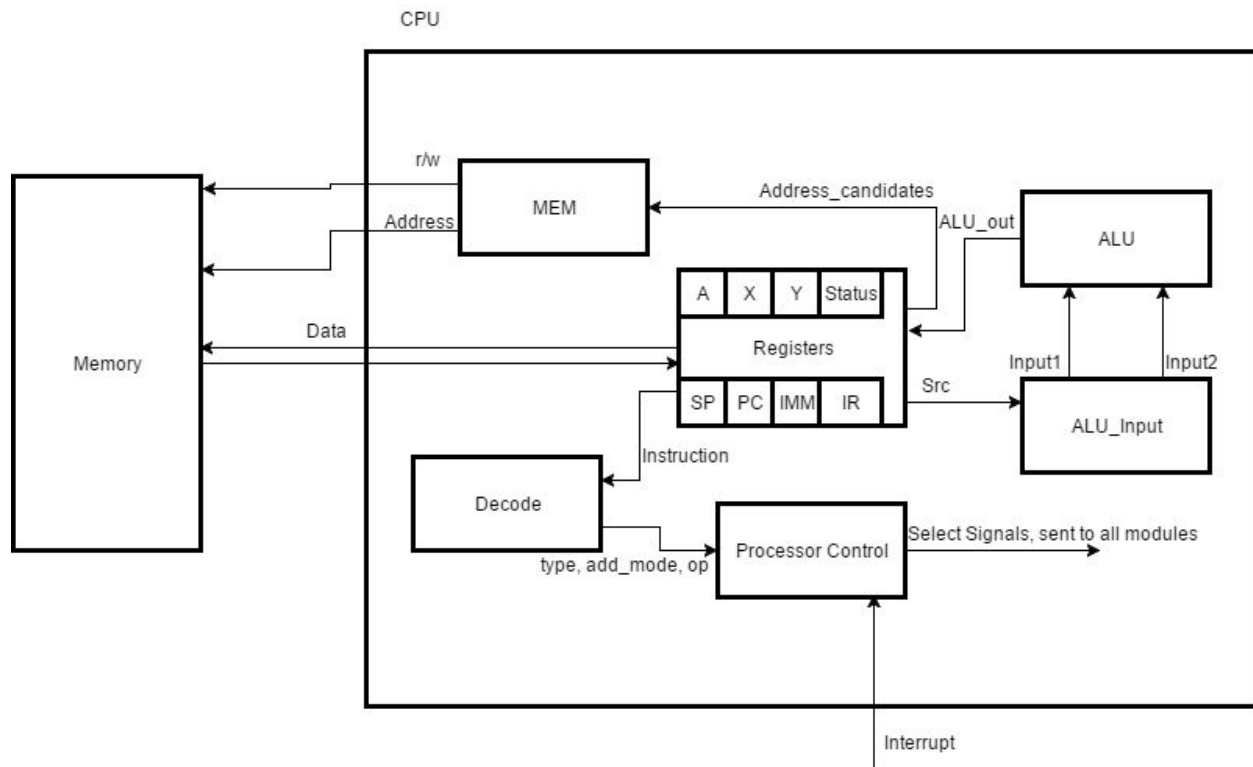 CPU
r/w
MEM
Address_candidates
Address
ALU_out
ALU
A
X
Y
Status
Data
Registers
Memory
Input1
Input2
SP
PC
IMM
IR
Src
ALU_Input
Instruction
Decode
Processor Control
Select Signals, sent to all modules
type, add_mode, op
Interrupt